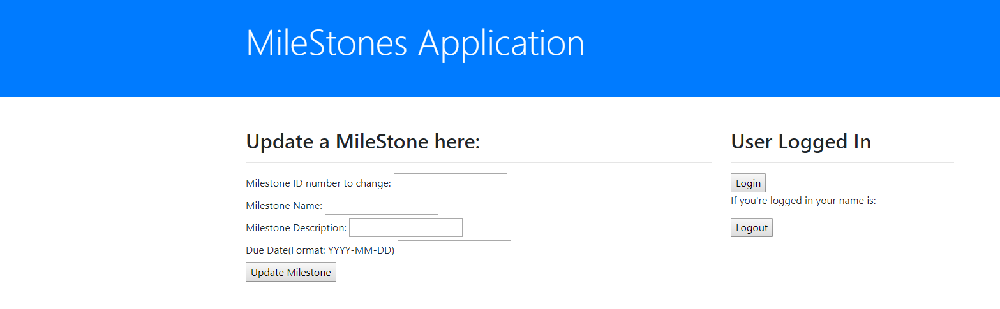 MileStones Application
Update a MileStone here:
Milestone ID number to change:
Milestone Name:
Milestone Description:
Due Date(Format: YYYY-MM-DD)
Update Milestone
User Logged In
Login
If you're logged in your name is:
Logout